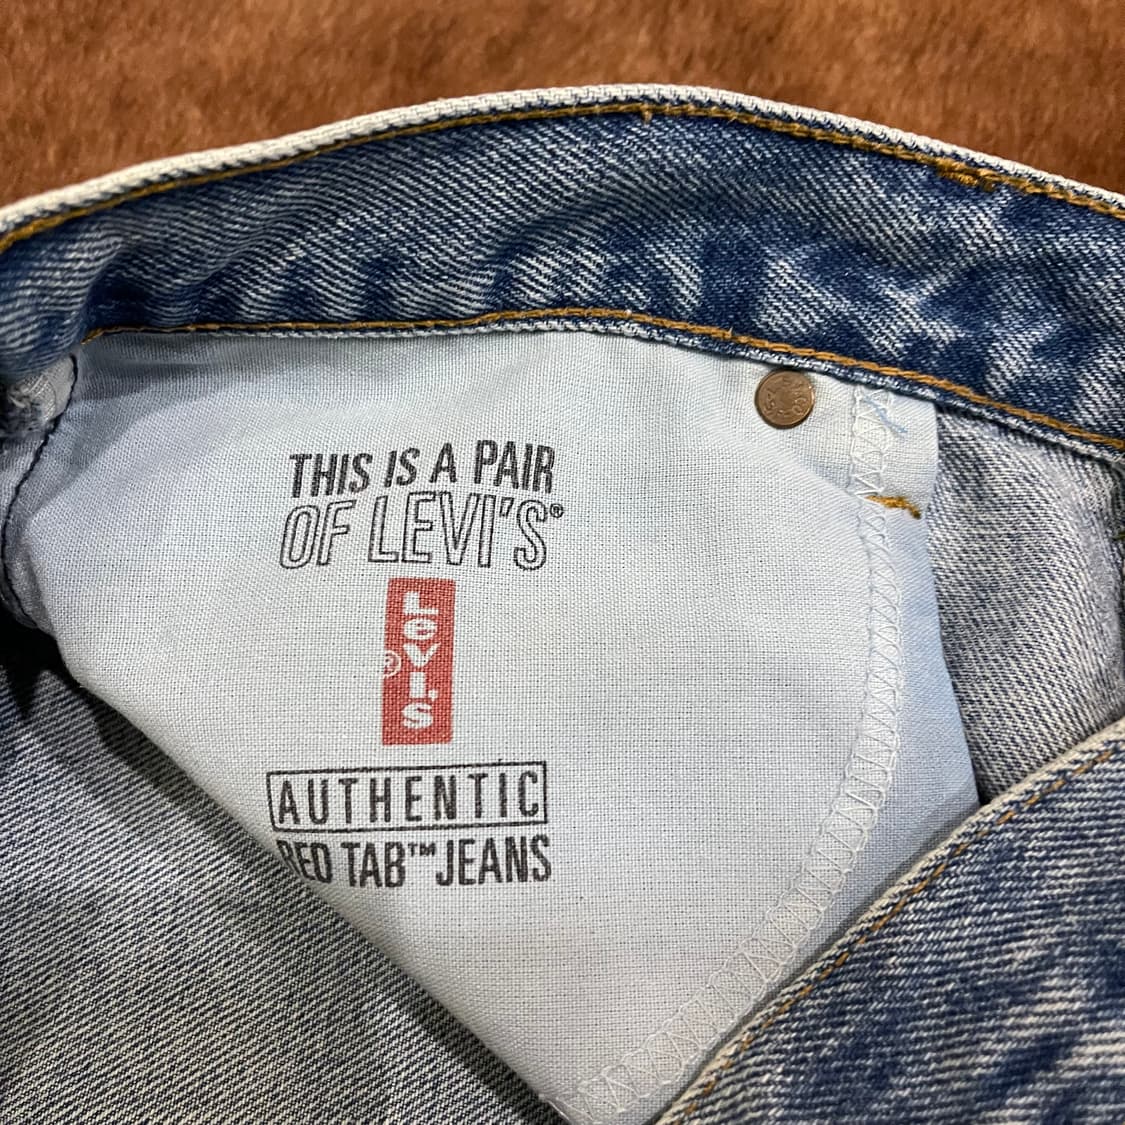 THIS IS A PAIR
OF LEVI'S®
LEVI'S
®
AUTHENTIC
RED TAB™ JEANS